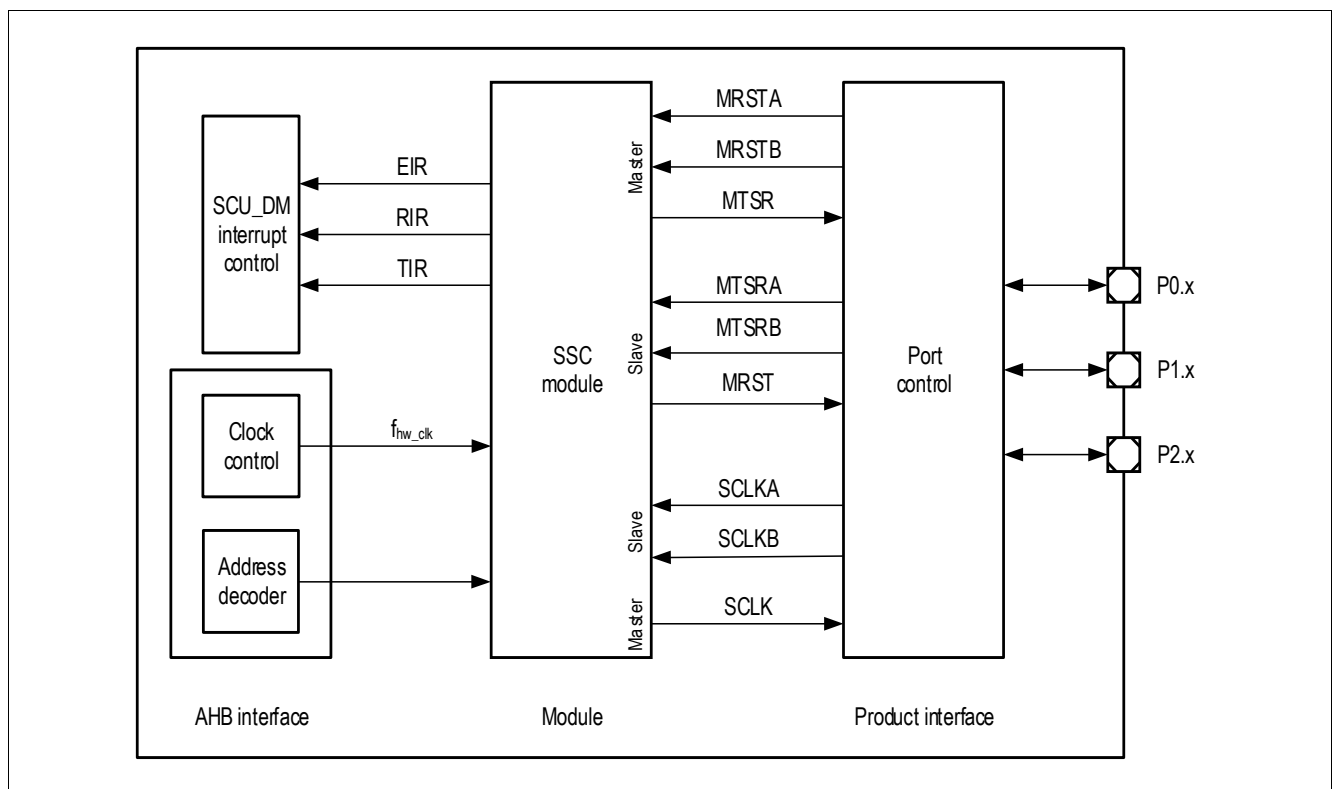 SCU_DM
interrupt
control
EIR
RIR
TIR
Clock
control
Address
decoder
fhw_clk
SSC
module
Master
Slave
Slave
Master
MRSTA
MRSTB
MTSR
MTSRA
MTSRB
MRST
SCLKA
SCLKB
SCLK
Port
control
P0.x
P1.x
P2.x
AHB interface
Module
Product interface